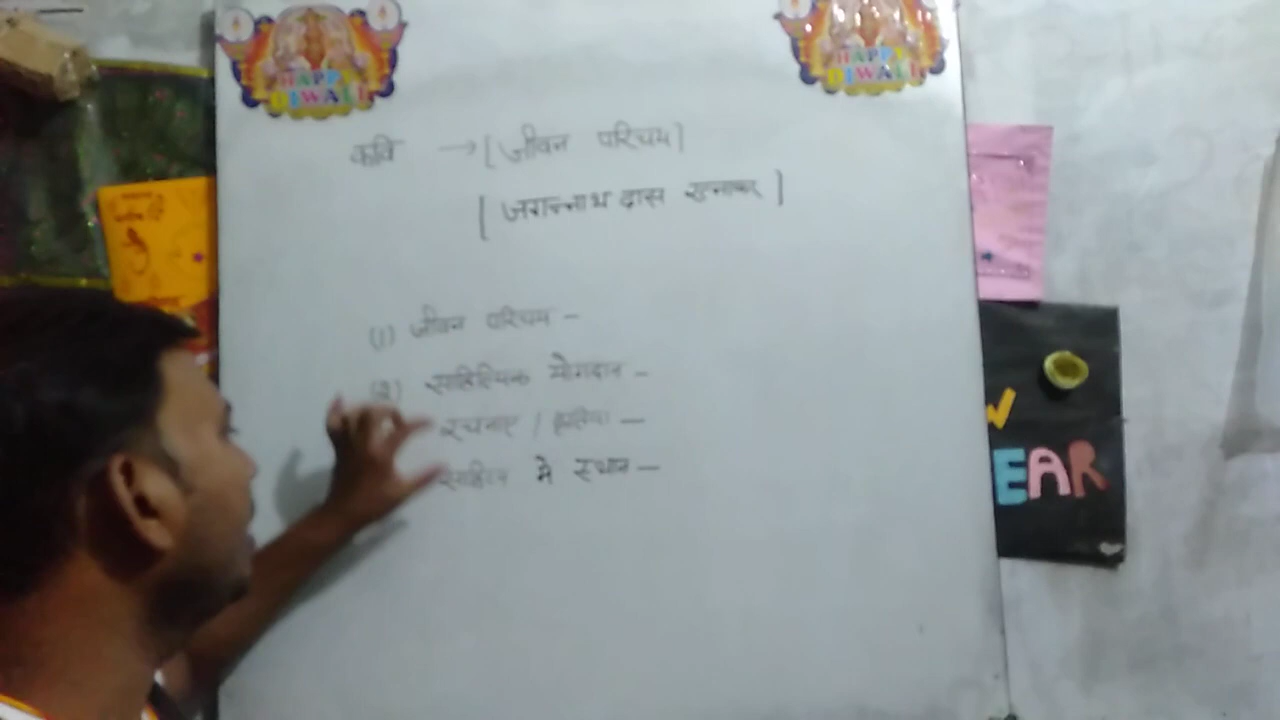 HAPPY DIWALI
HAPPY DIWALI
कवि → [जीवन परिचय]
[जगन्नाथ दास रत्नाकर]
(1) जीवन परिचय –
(2) साहित्यिक योगदान –
रचनाए / कृतिया –
साहित्य मे स्थान –
W
EAR